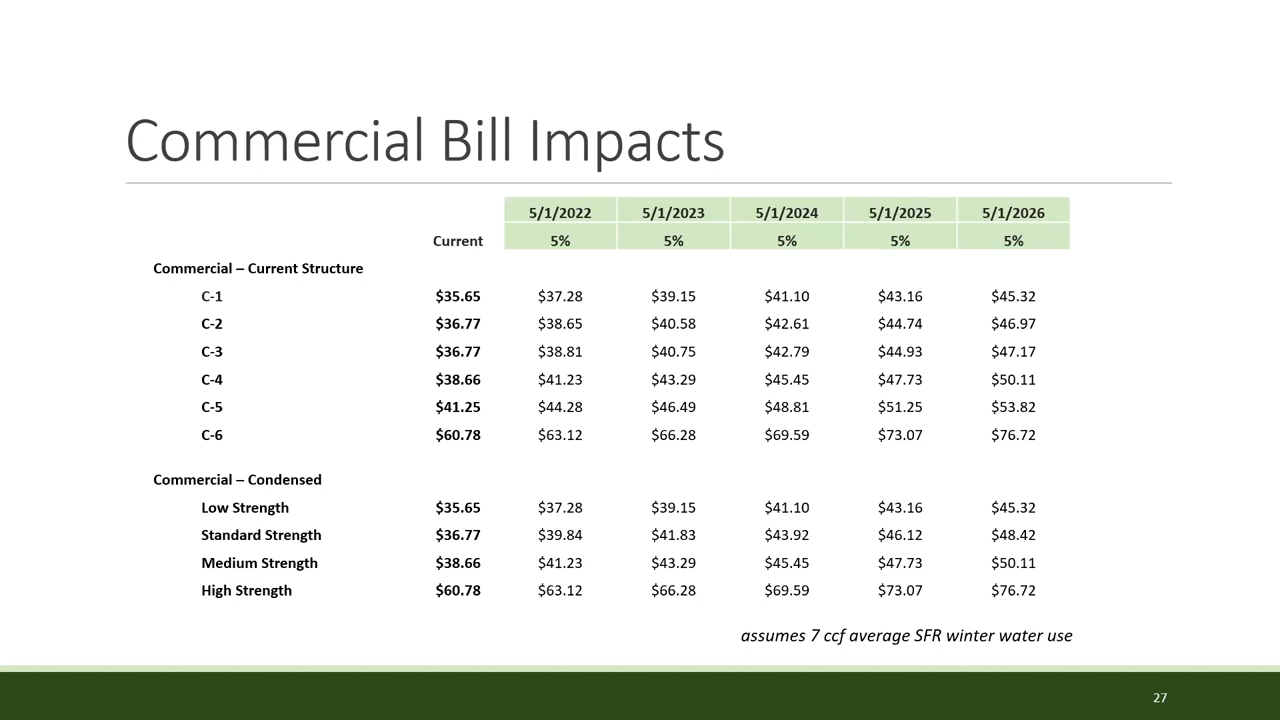 Commercial Bill Impacts
5/1/2022 5/1/2023 5/1/2024 5/1/2025 5/1/2026
Current 5% 5% 5% 5% 5%
Commercial – Current Structure
C-1 $35.65 $37.28 $39.15 $41.10 $43.16 $45.32
C-2 $36.77 $38.65 $40.58 $42.61 $44.74 $46.97
C-3 $36.77 $38.81 $40.75 $42.79 $44.93 $47.17
C-4 $38.66 $41.23 $43.29 $45.45 $47.73 $50.11
C-5 $41.25 $44.28 $46.49 $48.81 $51.25 $53.82
C-6 $60.78 $63.12 $66.28 $69.59 $73.07 $76.72
Commercial – Condensed
Low Strength $35.65 $37.28 $39.15 $41.10 $43.16 $45.32
Standard Strength $36.77 $39.84 $41.83 $43.92 $46.12 $48.42
Medium Strength $38.66 $41.23 $43.29 $45.45 $47.73 $50.11
High Strength $60.78 $63.12 $66.28 $69.59 $73.07 $76.72
assumes 7 ccf average SFR winter water use
27